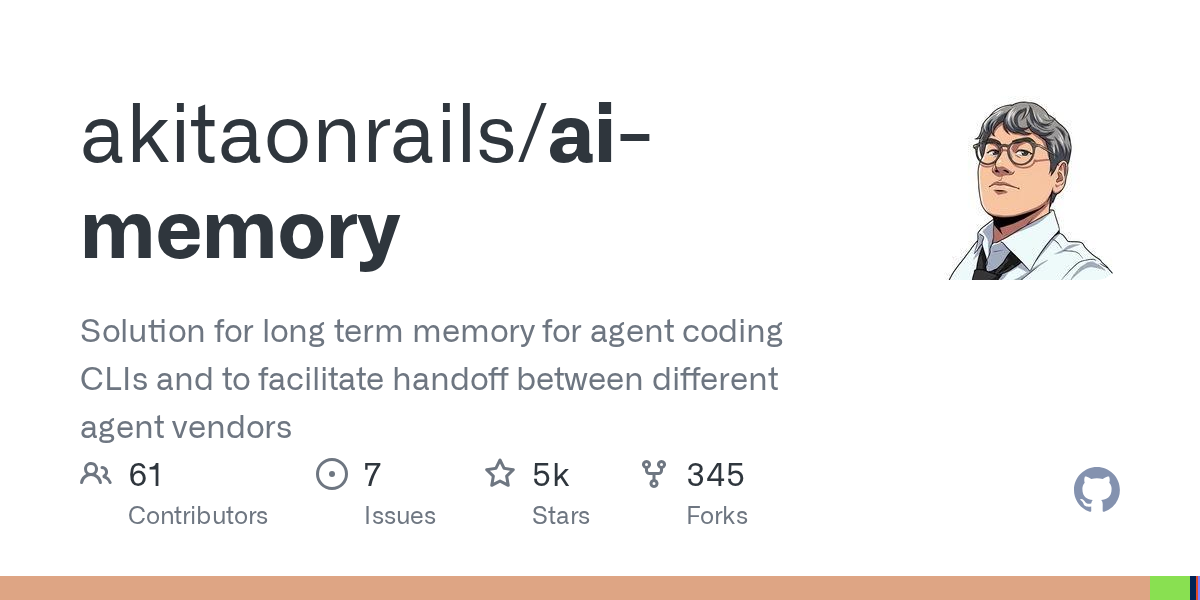 akitaonrails/ai-
memory
Solution for long term memory for agent coding
CLIs and to facilitate handoff between different
agent vendors
61 7 5k 345
Contributors Issues Stars Forks